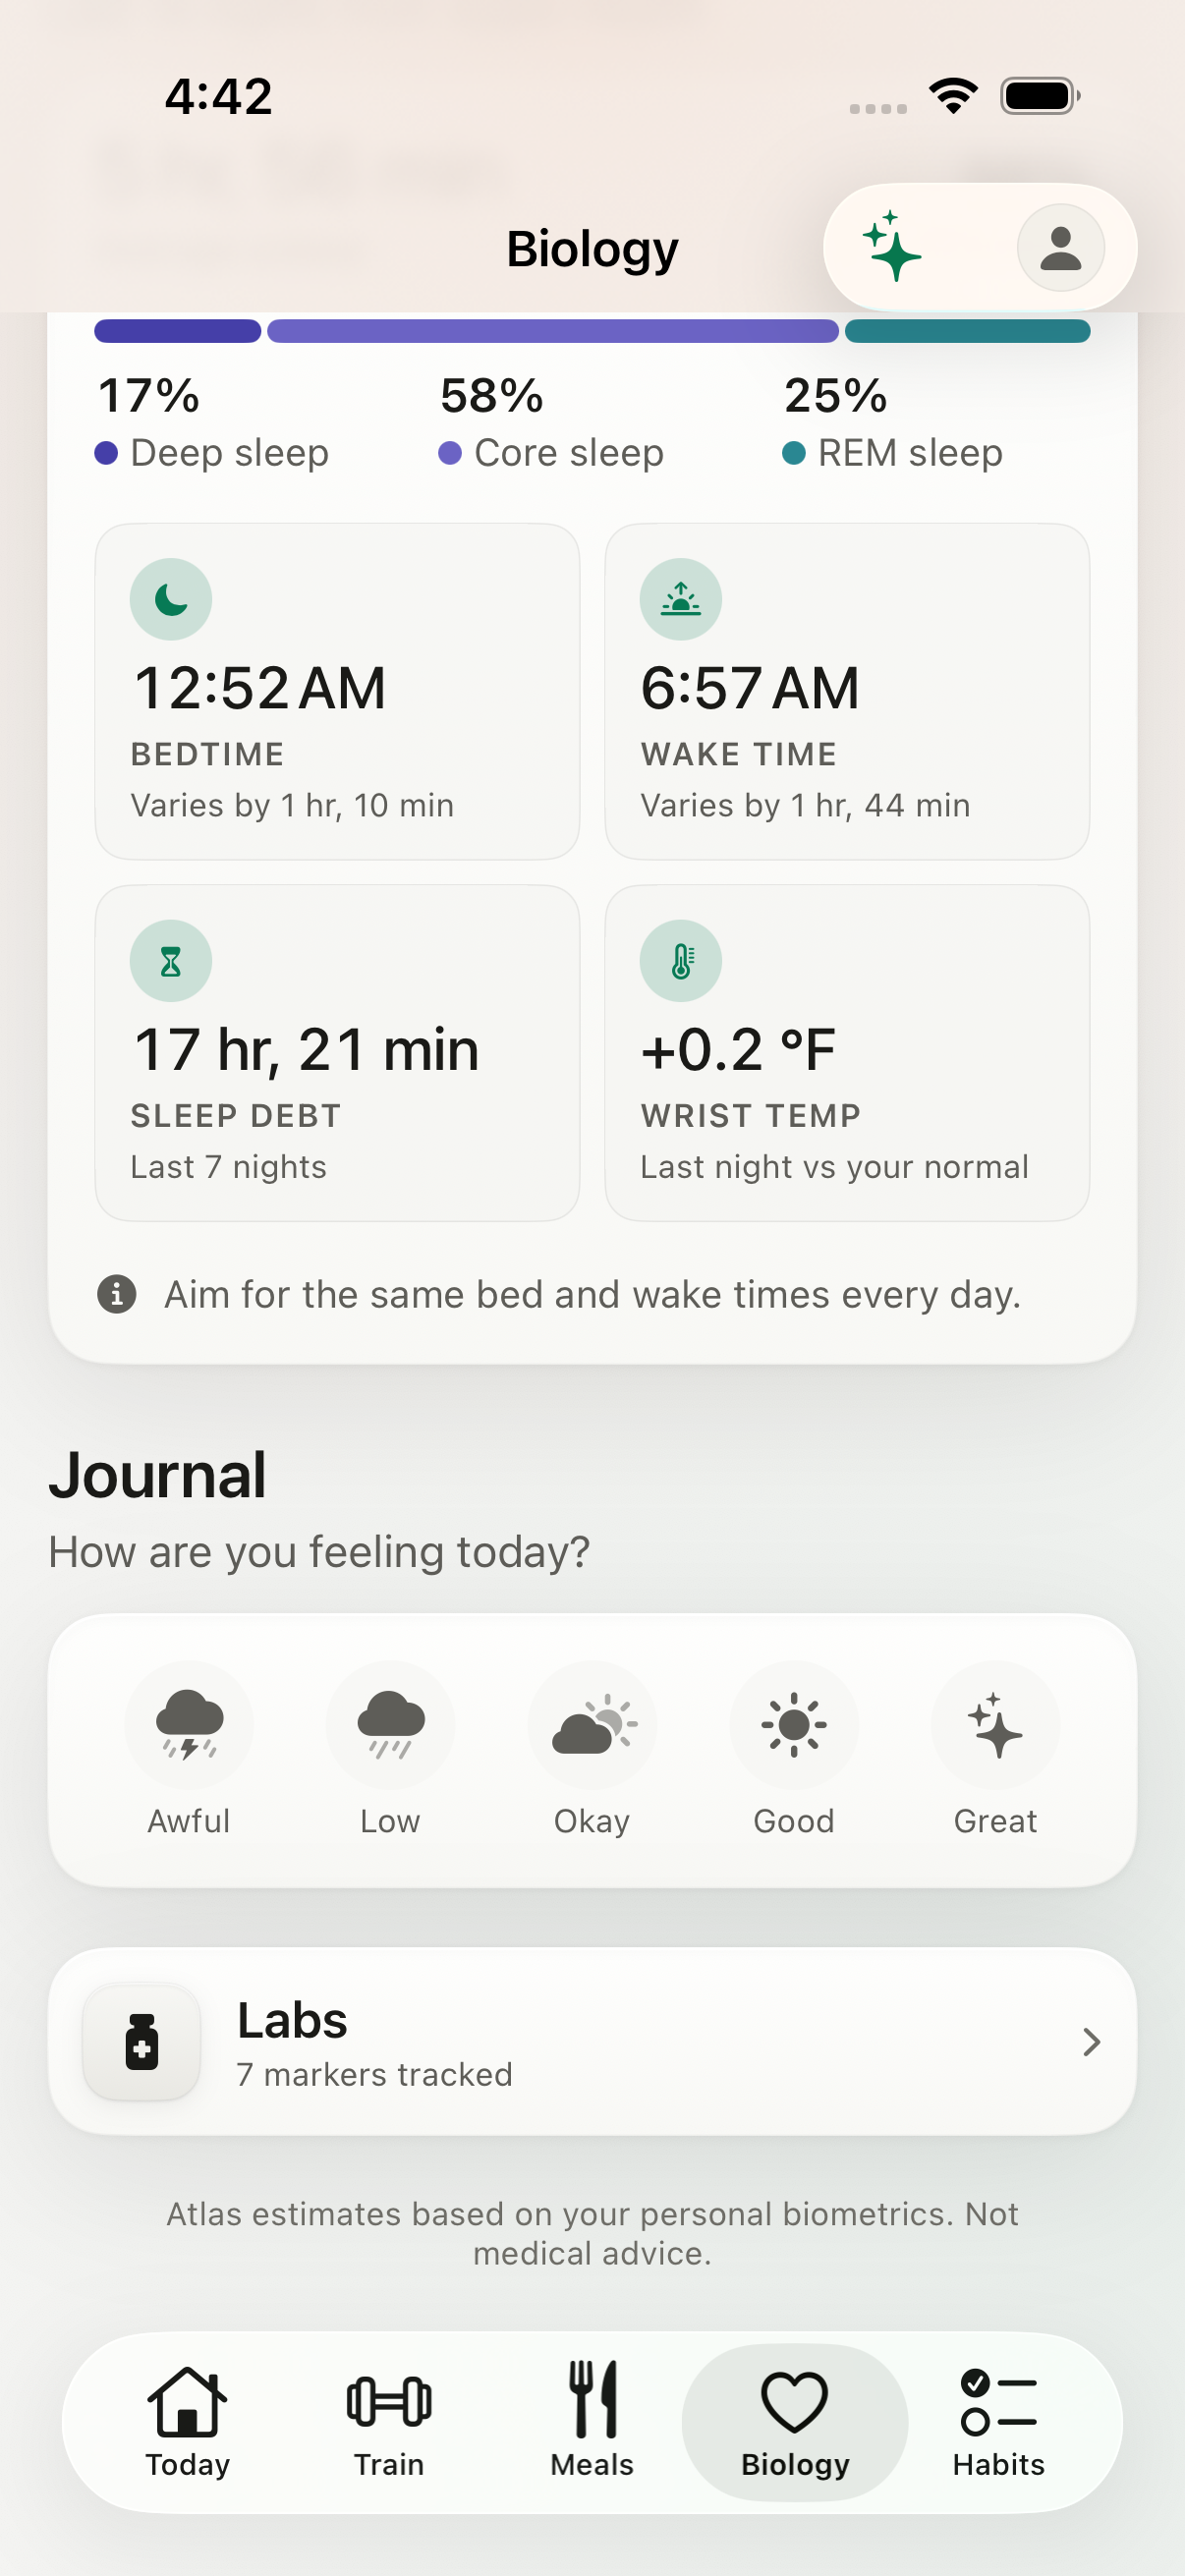 4:42
Biology
17%
58%
25%
Deep sleep
Core sleep
REM sleep
12:52 AM
BEDTIME
Varies by 1 hr, 10 min
6:57 AM
WAKE TIME
Varies by 1 hr, 44 min
17 hr, 21 min
SLEEP DEBT
Last 7 nights
+0.2 °F
WRIST TEMP
Last night vs your normal
Aim for the same bed and wake times every day.
Journal
How are you feeling today?
Awful
Low
Okay
Good
Great
Labs
7 markers tracked
Atlas estimates based on your personal biometrics. Not
medical advice.
Today
Train
Meals
Biology
Habits